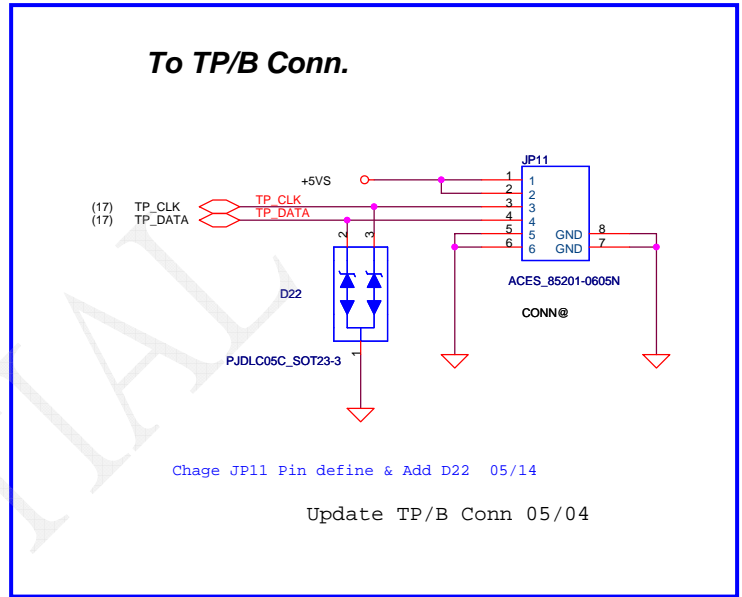 To TP/B Conn.
JP11
+5VS
1 1
2 2
(17) TP_CLK TP_CLK 3 3
(17) TP_DATA TP_DATA 4 4
5 5 GND 8
6 6 GND 7
2 3
D22
ACES_85201-0605N
CONN@
1
PJDLC05C_SOT23-3
Chage JP11 Pin define & Add D22 05/14
Update TP/B Conn 05/04
TIAL